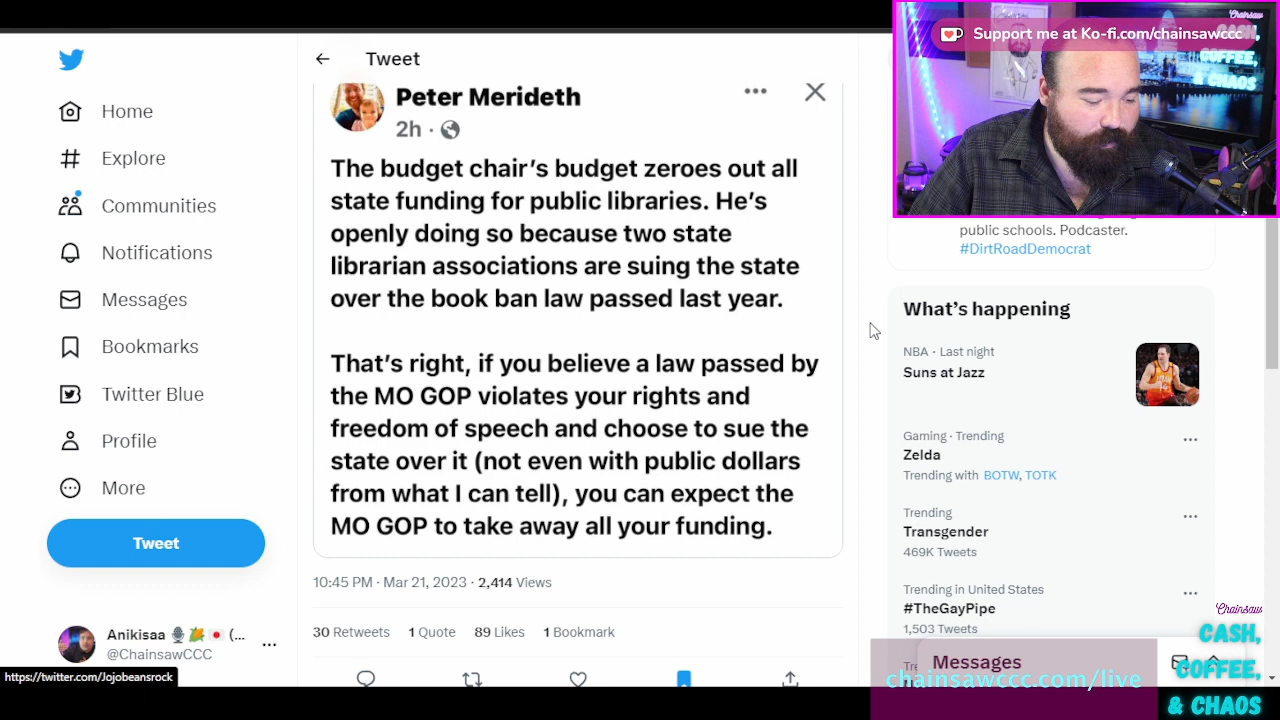 Home
Explore
Communities
Notifications
Messages
Bookmarks
Twitter Blue
Profile
More
Tweet
Anikisaa
@ChainsawCCC
https://twitter.com/Jojobeansrock
Tweet
Peter Merideth
2h ·
The budget chair's budget zeroes out all
state funding for public libraries. He's
openly doing so because two state
librarian associations are suing the state
over the book ban law passed last year.
That's right, if you believe a law passed by
the MO GOP violates your rights and
freedom of speech and choose to sue the
state over it (not even with public dollars
from what I can tell), you can expect the
MO GOP to take away all your funding.
10:45 PM · Mar 21, 2023 · 2,414 Views
30 Retweets 1 Quote 89 Likes 1 Bookmark
Support me at Ko-fi.com/chainsawccc
Chainsaw
CASH,
COFFEE,
& CHAOS
public schools. Podcaster.
#DirtRoadDemocrat
What's happening
NBA · Last night
Suns at Jazz
Gaming · Trending
Zelda
Trending with BOTW, TOTK
Trending
Transgender
469K Tweets
Trending in United States
#TheGayPipe
1,503 Tweets
Messages
chainsawccc.com/live
Chainsaw
CASH,
COFFEE,
& CHAOS